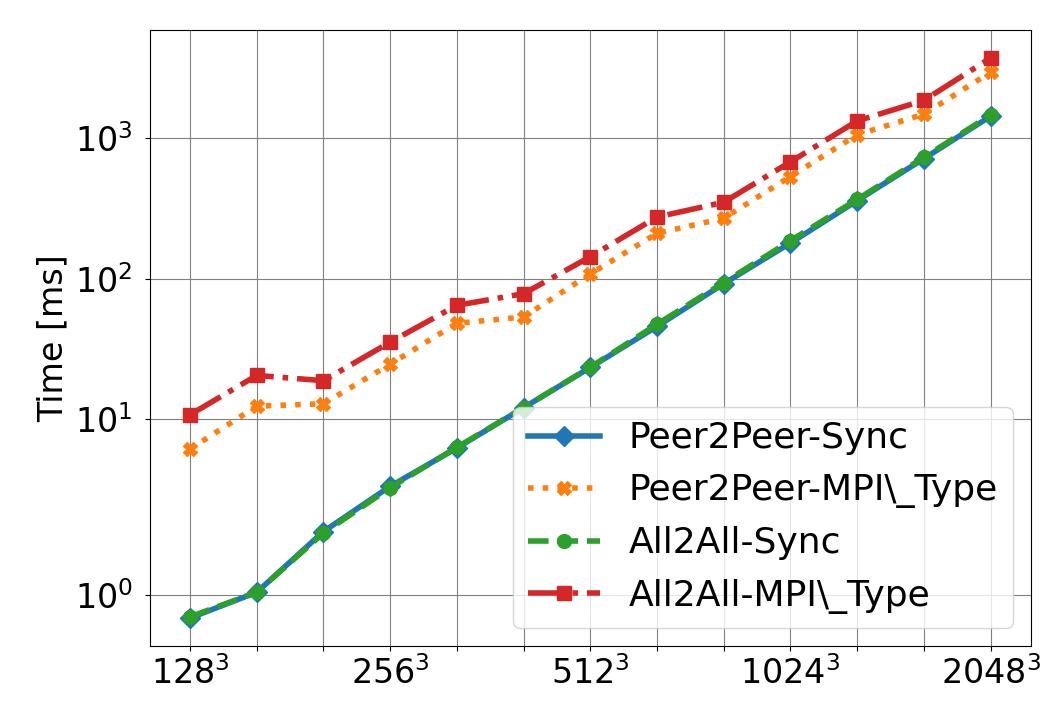 Time [ms]
10³
10²
10¹
10⁰
128³ 256³ 512³ 1024³ 2048³
Peer2Peer-Sync
Peer2Peer-MPI\_Type
All2All-Sync
All2All-MPI\_Type